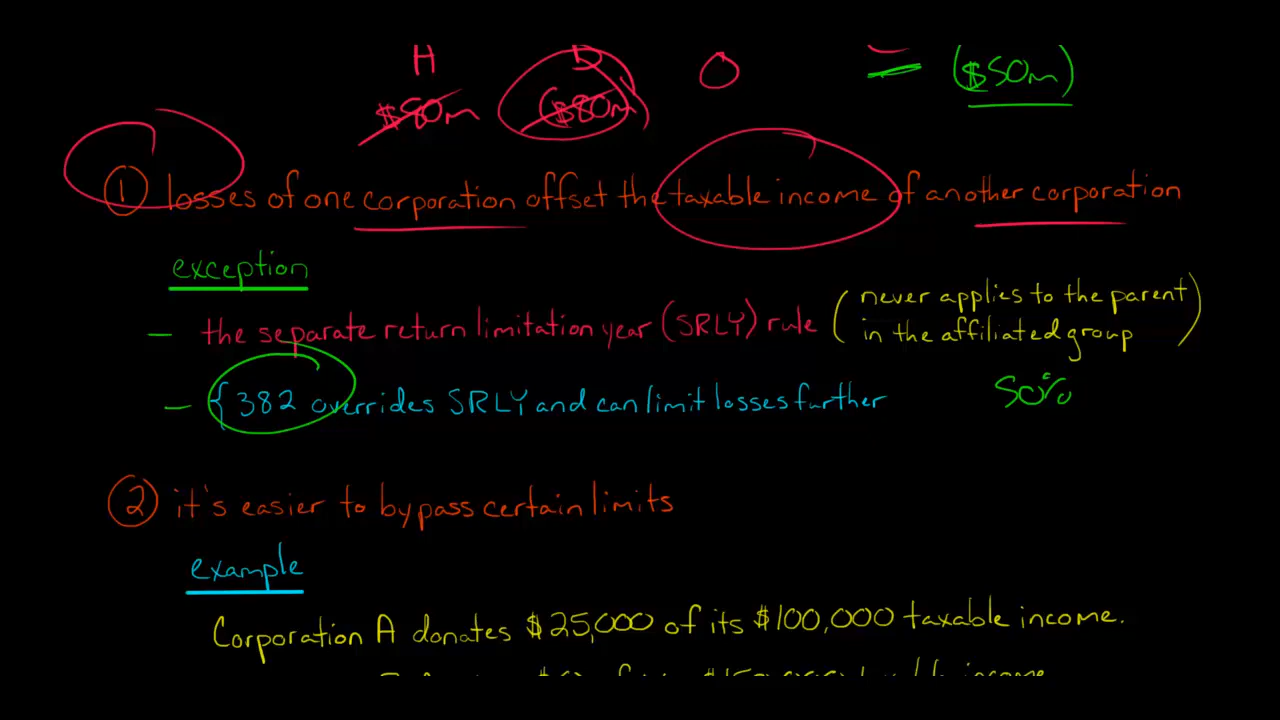 H D O = ($50m)
$80m ($80m)
① losses of one corporation offset the taxable income of another corporation
exception
- the separate return limitation year (SRLY) rule (never applies to the parent
in the affiliated group)
- { 382 overrides SRLY and can limit losses further 50%
② it's easier to bypass certain limits
example
Corporation A donates $25,000 of its $100,000 taxable income.
taxable income